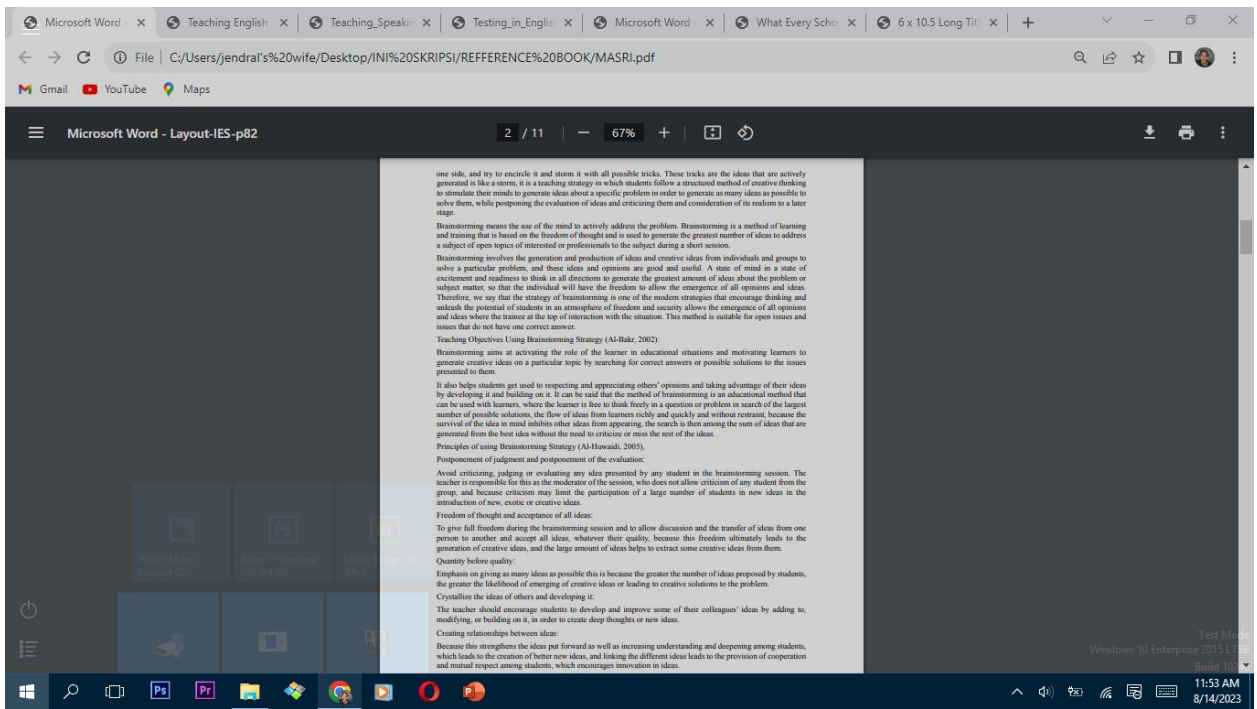 Microsoft Word - 
Teaching English
Teaching_Speakin
Testing_in_Englis
Microsoft Word -
What Every Scho
6 x 10.5 Long Titl
File | C:/Users/jendral's%20wife/Desktop/INI%20SKRIPSI/REFFERENCE%20BOOK/MASRI.pdf
Gmail YouTube Maps
Microsoft Word - Layout-IES-p82
2 / 11 | − 67% +
one side, and try to encircle it and storm it with all possible tricks. These tricks are the ideas that are actively
generated is like a storm, it is a teaching strategy in which students follow a structured method of creative thinking
to stimulate their minds to generate ideas about a specific problem in order to generate as many ideas as possible to
solve them, while postponing the evaluation of ideas and criticizing them and consideration of its realism to a later
stage.
Brainstorming means the use of the mind to actively address the problem. Brainstorming is a method of learning
and training that is based on the freedom of thought and is used to generate the greatest number of ideas to address
a subject of open topics of interested or professionals to the subject during a short session.
Brainstorming involves the generation and production of ideas and creative ideas from individuals and groups to
solve a particular problem, and these ideas and opinions are good and useful. A state of mind in a state of
excitement and readiness to think in all directions to generate the greatest amount of ideas about the problem or
subject matter, so that the individual will have the freedom to allow the emergence of all opinions and ideas.
Therefore, we say that the strategy of brainstorming is one of the modern strategies that encourage thinking and
unleash the potential of students in an atmosphere of freedom and security allows the emergence of all opinions
and ideas where the trainee at the top of interaction with the situation. This method is suitable for open issues and
issues that do not have one correct answer.
Teaching Objectives Using Brainstorming Strategy (Al-Bakr, 2002):
Brainstorming aims at activating the role of the learner in educational situations and motivating learners to
generate creative ideas on a particular topic by searching for correct answers or possible solutions to the issues
presented to them.
It also helps students get used to respecting and appreciating others' opinions and taking advantage of their ideas
by developing it and building on it. It can be said that the method of brainstorming is an educational method that
can be used with learners, where the learner is free to think freely in a question or problem in search of the largest
number of possible solutions, the flow of ideas from learners richly and quickly and without restraint, because the
survival of the idea in mind inhibits other ideas from appearing, the search is then among the sum of ideas that are
generated from the best idea without the need to criticize or miss the rest of the ideas.
Principles of using Brainstorming Strategy (Al-Huwaidi, 2005),
Postponement of judgment and postponement of the evaluation:
Avoid criticizing, judging or evaluating any idea presented by any student in the brainstorming session. The
teacher is responsible for this as the moderator of the session, who does not allow criticism of any student from the
group, and because criticism may limit the participation of a large number of students in new ideas in the
introduction of new, exotic or creative ideas.
Freedom of thought and acceptance of all ideas:
To give full freedom during the brainstorming session and to allow discussion and the transfer of ideas from one
person to another and accept all ideas, whatever their quality, because this freedom ultimately leads to the
generation of creative ideas, and the large amount of ideas helps to extract some creative ideas from them.
Quantity before quality:
Emphasis on giving as many ideas as possible this is because the greater the number of ideas proposed by students,
the greater the likelihood of emerging of creative ideas or leading to creative solutions to the problem.
Crystallize the ideas of others and developing it:
The teacher should encourage students to develop and improve some of their colleagues' ideas by adding to,
modifying, or building on it, in order to create deep thoughts or new ideas.
Creating relationships between ideas:
Because this strengthens the ideas put forward as well as increasing understanding and deepening among students,
which leads to the creation of better new ideas, and linking the different ideas leads to the provision of cooperation
and mutual respect among students, which encourages innovation in ideas.
Ps
Test Mode
Windows 10 Enterprise 2015 LTSB
Build
Ps Pr
11:53 AM
8/14/2023